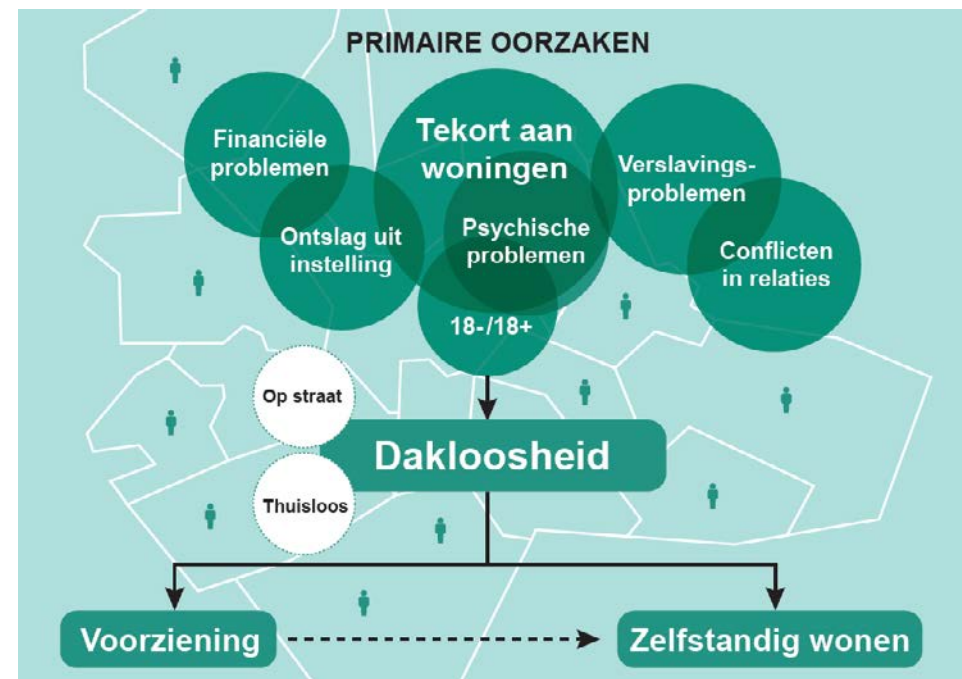 PRIMAIRE OORZAKEN
Financiële
problemen
Tekort aan
woningen
Verslavings-
problemen
Ontslag uit
instelling
Psychische
problemen
Conflicten
in relaties
18-/18+
Op straat
Dakloosheid
Thuisloos
Voorziening
Zelfstandig wonen